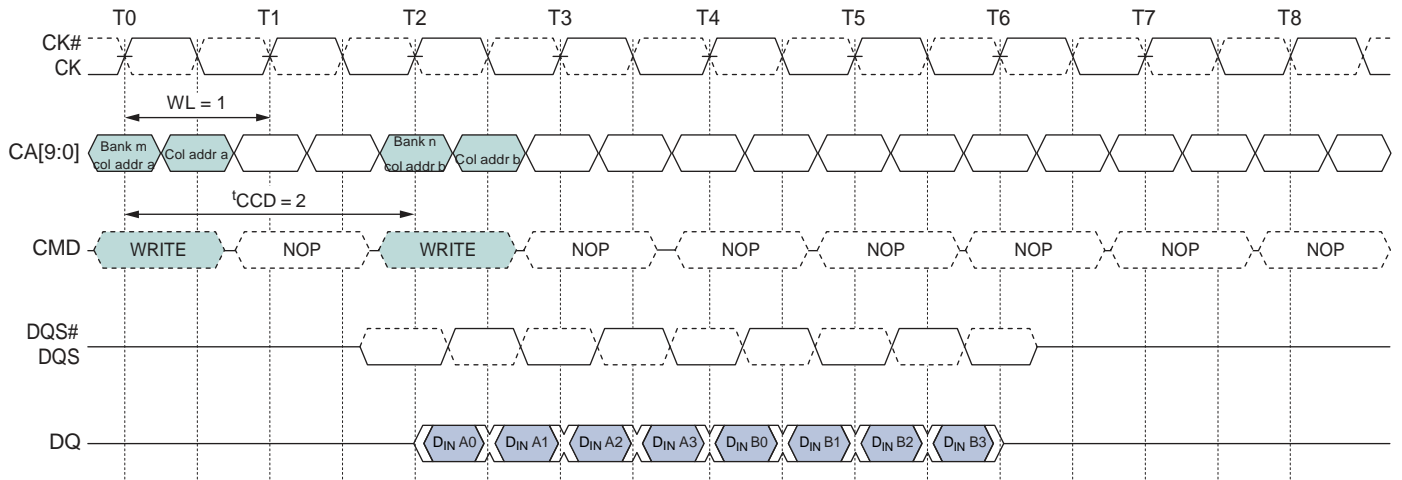 T0 T1 T2 T3 T4 T5 T6 T7 T8
CK#
CK
WL = 1
CA[9:0]
Bank m
col addr a
Col addr a
Bank n
col addr b
Col addr b
tCCD = 2
CMD WRITE NOP WRITE NOP NOP NOP NOP NOP NOP
DQS#
DQS
DQ DIN A0 DIN A1 DIN A2 DIN A3 DIN B0 DIN B1 DIN B2 DIN B3